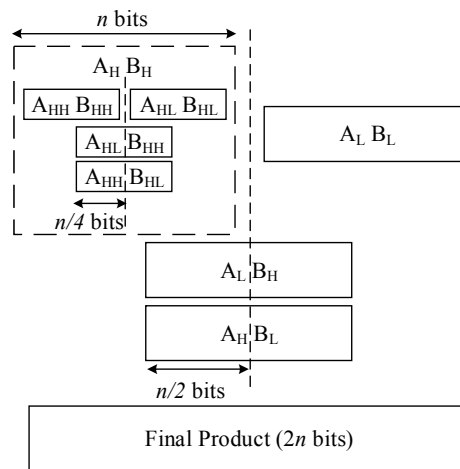 n bits
A_H B_H
A_HH B_HH A_HL B_HL
A_L B_L
A_HL B_HH
A_HH B_HL
n/4 bits
A_L B_H
A_H B_L
n/2 bits
Final Product (2n bits)